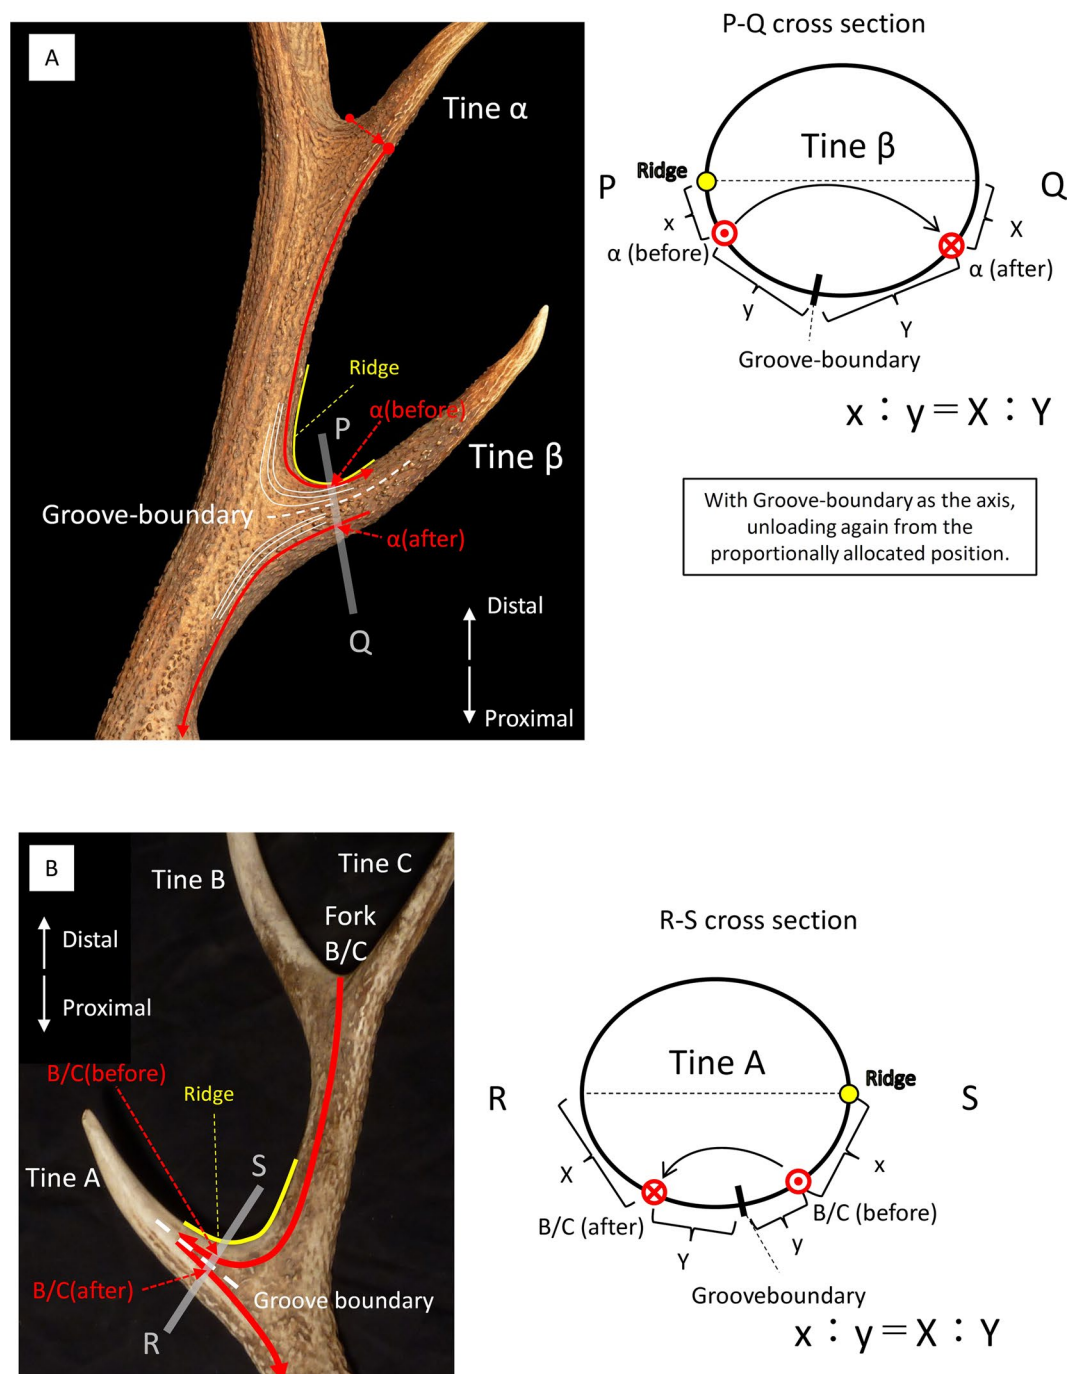 A
Tine α
Ridge
α(before)
P
Tine β
Groove-boundary
α(after)
Q
Distal
Proximal
P-Q cross section
Tine β
Ridge
P
Q
x
X
α (before)
α (after)
y
Y
Groove-boundary
x：y＝X：Y
With Groove-boundary as the axis,
unloading again from the
proportionally allocated position.
B
Tine B
Tine C
Fork
B/C
Distal
Proximal
B/C(before)
Ridge
S
Tine A
B/C(after)
Groove boundary
R
R-S cross section
Tine A
Ridge
R
S
X
x
B/C (after)
B/C (before)
Y
y
Grooveboundary
x：y＝X：Y